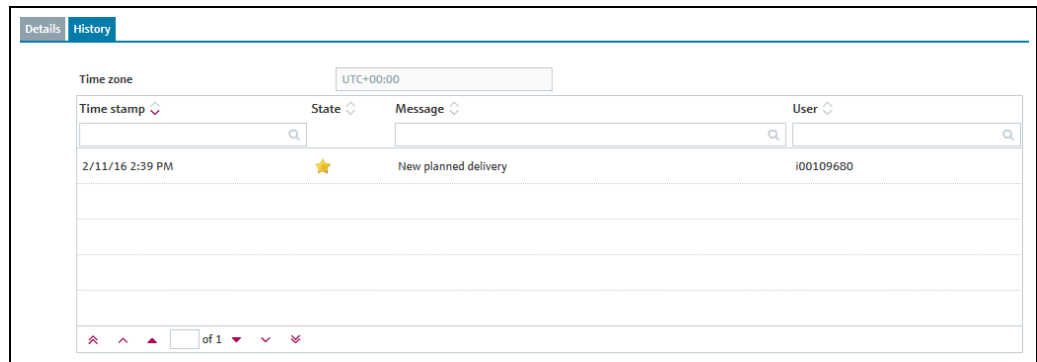 Details History
Time zone UTC+00:00
Time stamp State Message User
2/11/16 2:39 PM New planned delivery i00109680
of 1